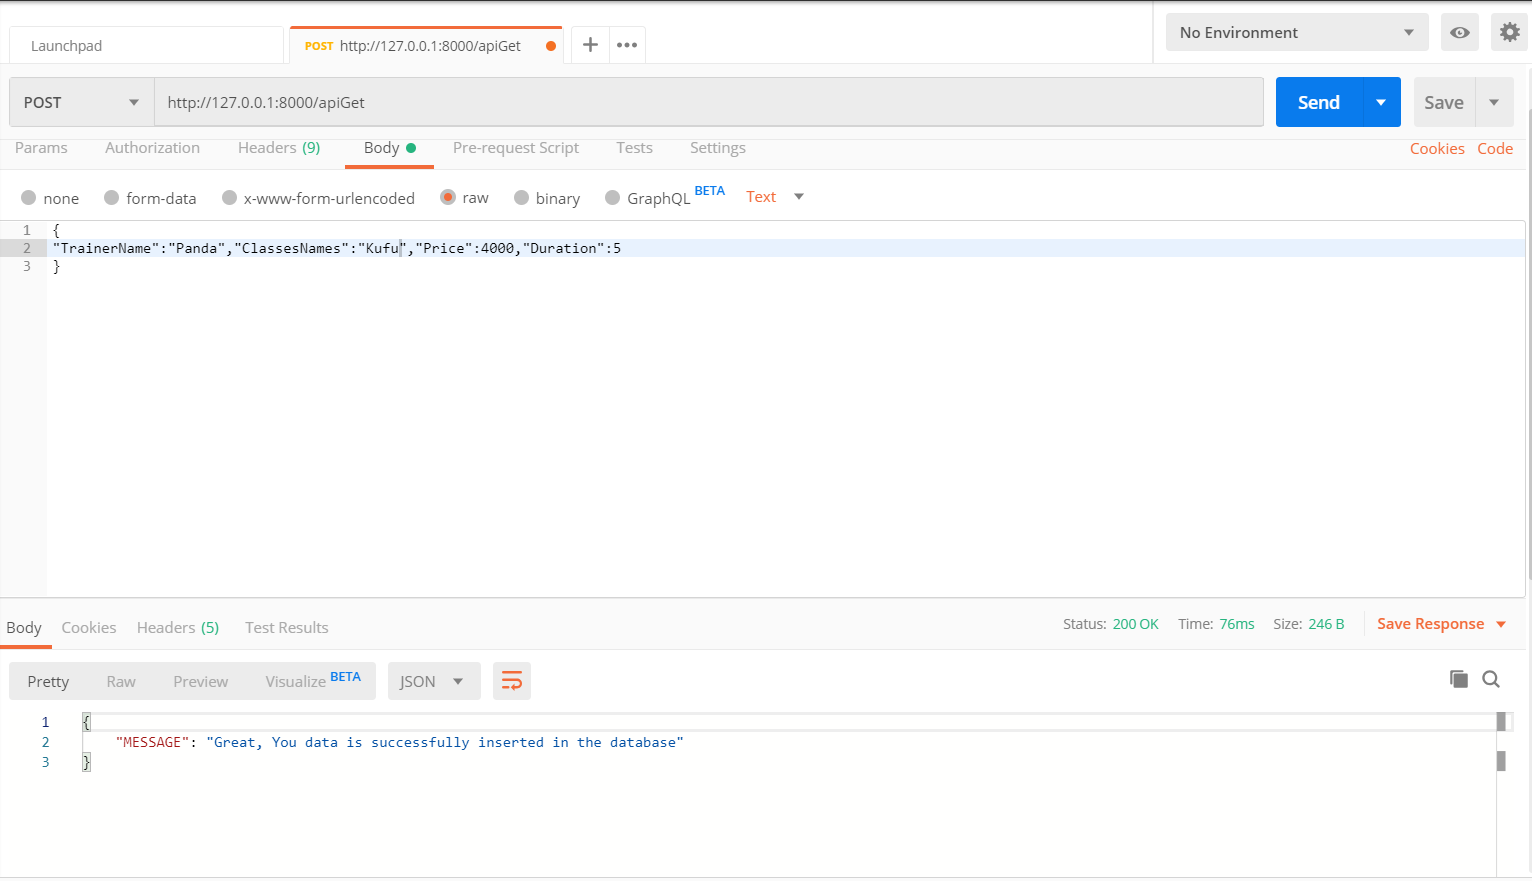 Launchpad
POST http://127.0.0.1:8000/apiGet
No Environment
POST
http://127.0.0.1:8000/apiGet
Send
Save
Params Authorization Headers (9) Body Pre-request Script Tests Settings Cookies Code
none form-data x-www-form-urlencoded raw binary GraphQL BETA Text
1 {
2 "TrainerName":"Panda","ClassesNames":"Kufu","Price":4000,"Duration":5
3 }
Body Cookies Headers (5) Test Results Status: 200 OK Time: 76ms Size: 246 B Save Response
Pretty Raw Preview Visualize BETA JSON
1 {
2 "MESSAGE": "Great, You data is successfully inserted in the database"
3 }